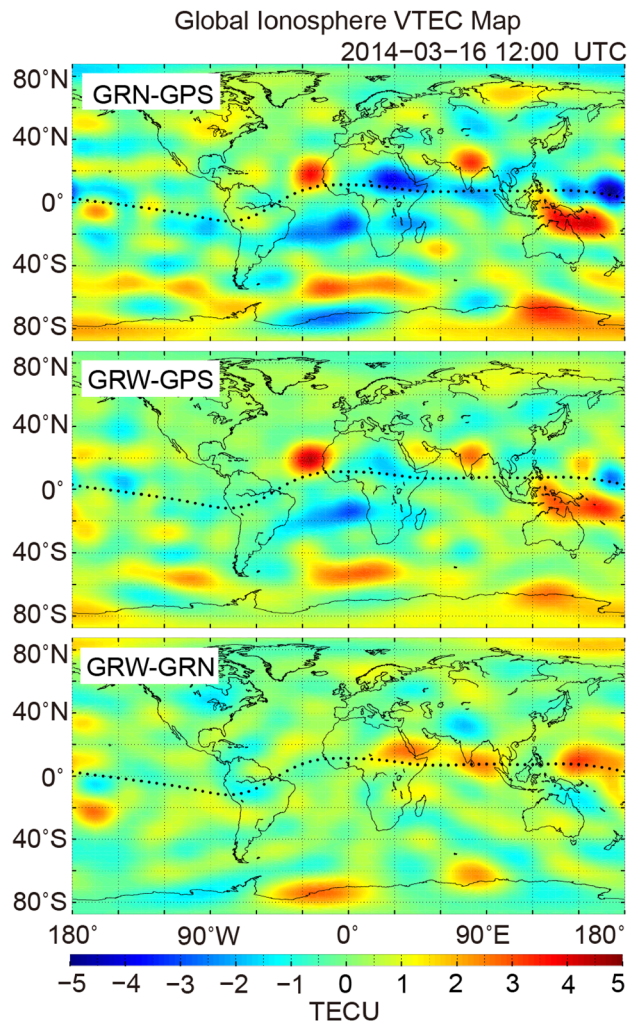 Global Ionosphere VTEC Map
2014−03−16 12:00 UTC
80°N
GRN-GPS
40°N
0°
40°S
80°S
80°N
GRW-GPS
40°N
0°
40°S
80°S
80°N
GRW-GRN
40°N
0°
40°S
80°S
180° 90°W 0° 90°E 180°
−5 −4 −3 −2 −1 0 1 2 3 4 5
TECU